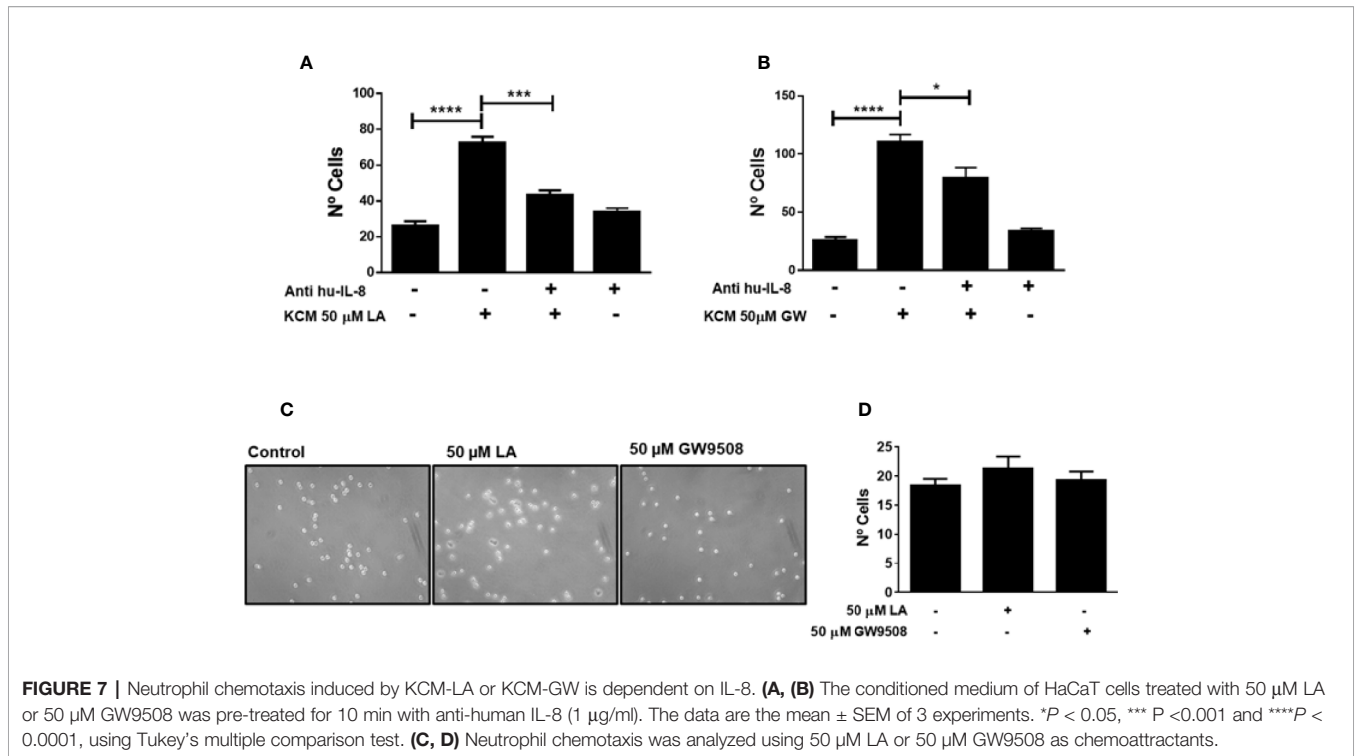 A
Nº Cells
100
80
60
40
20
0
****
***
Anti hu-IL-8 - - + +
KCM 50 µM LA - + + -
B
Nº Cells
150
100
50
0
****
*
Anti hu-IL-8 - - + +
KCM 50µM GW - + + -
C
Control
50 µM LA
50 µM GW9508
D
Nº Cells
25
20
15
10
5
0
50 µM LA - + -
50 µM GW9508 - - +
FIGURE 7 | Neutrophil chemotaxis induced by KCM-LA or KCM-GW is dependent on IL-8. (A, (B) The conditioned medium of HaCaT cells treated with 50 µM LA
or 50 µM GW9508 was pre-treated for 10 min with anti-human IL-8 (1 µg/ml). The data are the mean ± SEM of 3 experiments. *P < 0.05, *** P <0.001 and ****P <
0.0001, using Tukey's multiple comparison test. (C, D) Neutrophil chemotaxis was analyzed using 50 µM LA or 50 µM GW9508 as chemoattractants.